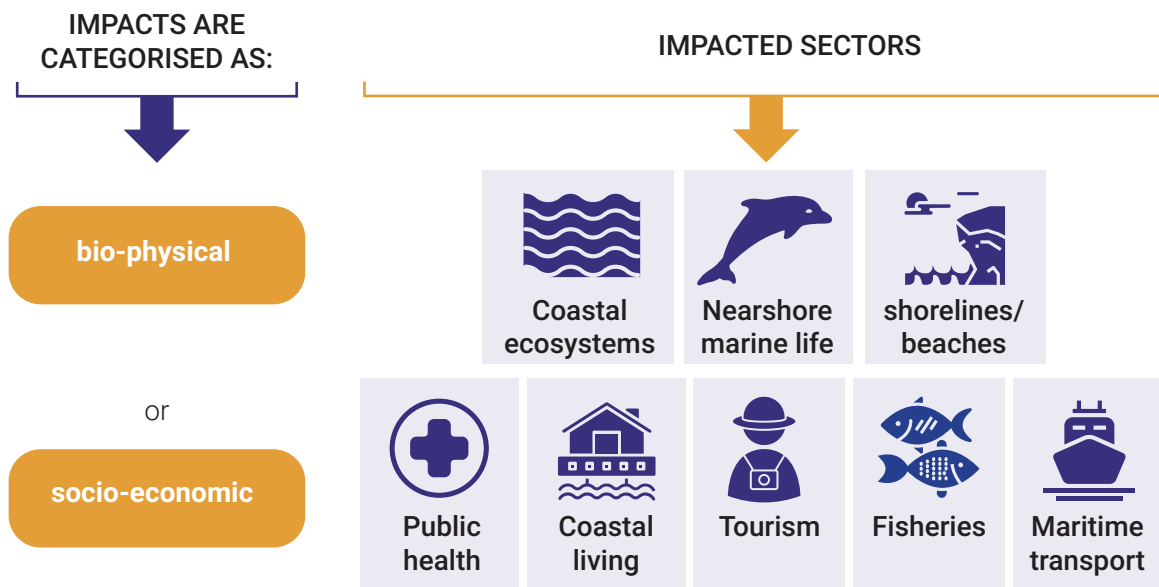 IMPACTS ARE
CATEGORISED AS:
IMPACTED SECTORS
bio-physical
Coastal
ecosystems
Nearshore
marine life
shorelines/
beaches
or
socio-economic
Public
health
Coastal
living
Tourism
Fisheries
Maritime
transport